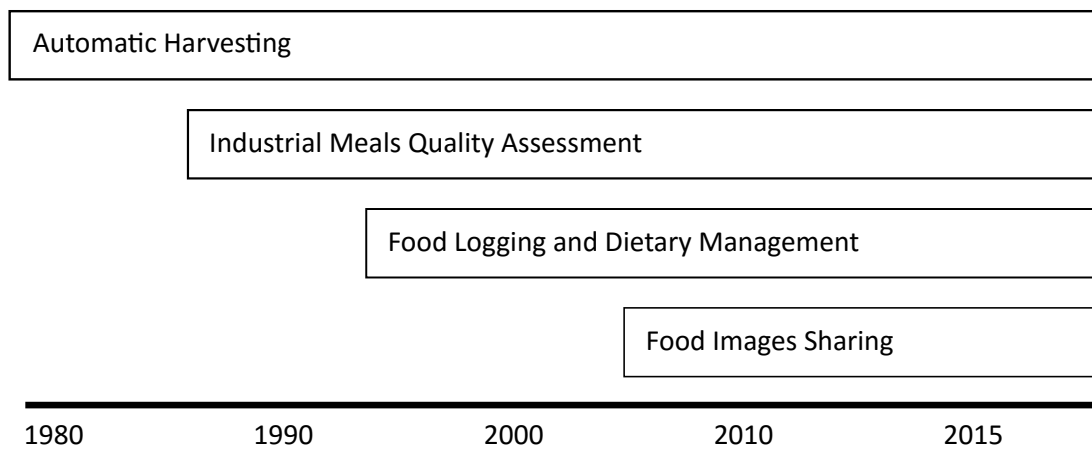 Automatic Harvesting
Industrial Meals Quality Assessment
Food Logging and Dietary Management
Food Images Sharing
1980 1990 2000 2010 2015